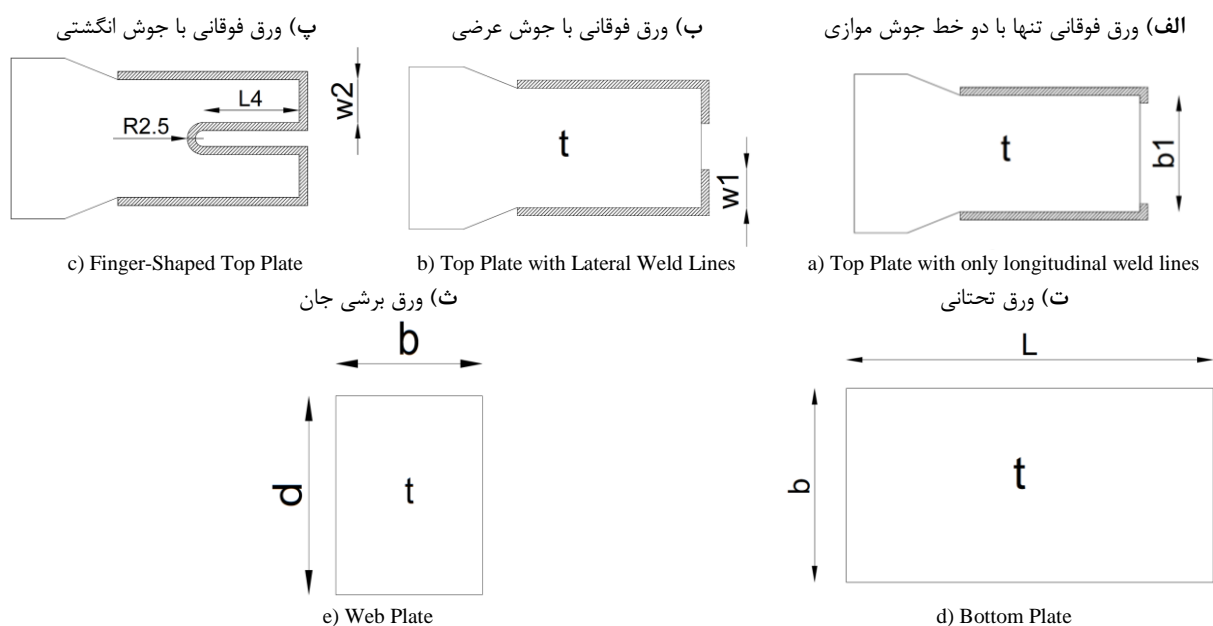 الف) ورق فوقانی تنها با دو خط جوش موازی
ب) ورق فوقانی با جوش عرضی
پ) ورق فوقانی با جوش انگشتی
t
b1
t
w1
L4
R2.5
w2
a) Top Plate with only longitudinal weld lines
b) Top Plate with Lateral Weld Lines
c) Finger-Shaped Top Plate
ت) ورق تحتانی
ث) ورق برشی جان
L
b
t
b
d
t
d) Bottom Plate
e) Web Plate